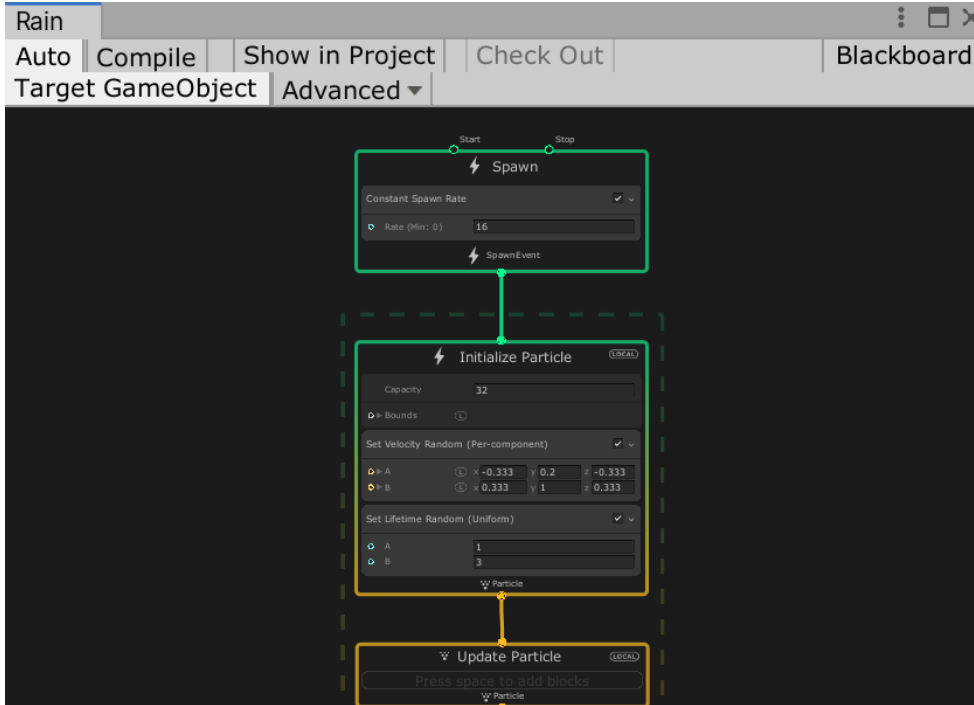 Rain
Auto Compile Show in Project Check Out Blackboard
Target GameObject Advanced
Start Stop
Spawn
Constant Spawn Rate
Rate (Min: 0) 16
SpawnEvent
Initialize Particle LOCAL
Capacity 32
Bounds L
Set Velocity Random (Per-component)
A L x -0.333 y 0.2 z -0.333
B L x 0.333 y 1 z 0.333
Set Lifetime Random (Uniform)
A 1
B 3
Particle
Update Particle LOCAL
Press space to add blocks
Particle